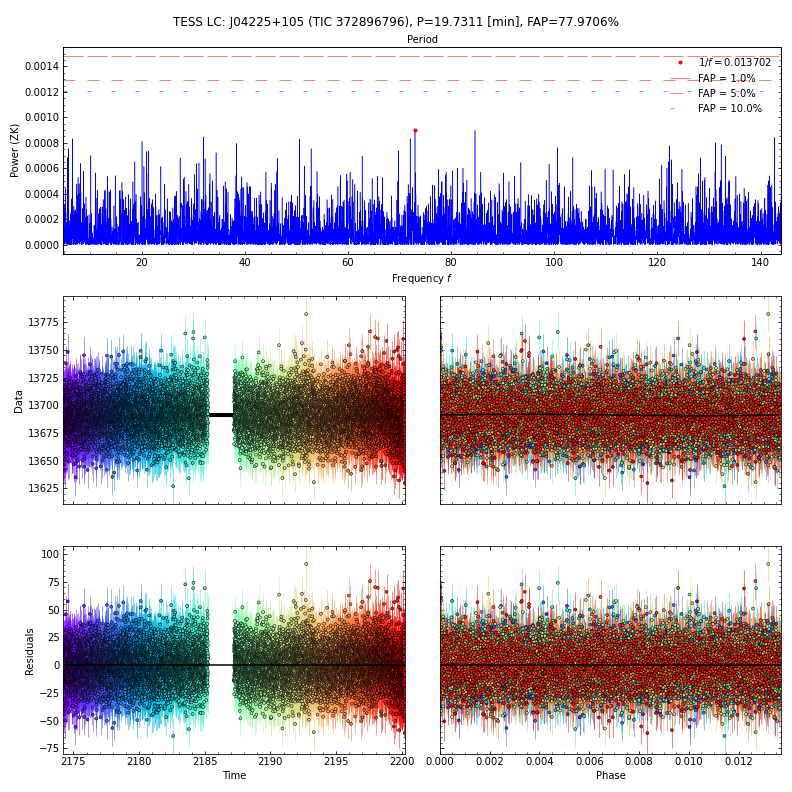 TESS LC: J04225+105 (TIC 372896796), P=19.7311 [min], FAP=77.9706%
Period
Power (ZK)
0.0014
0.0012
0.0010
0.0008
0.0006
0.0004
0.0002
0.0000
1/f = 0.013702
FAP = 1.0%
FAP = 5.0%
FAP = 10.0%
20 40 60 80 100 120 140
Frequency f
Data
13775
13750
13725
13700
13675
13650
13625
Residuals
100
75
50
25
0
−25
−50
−75
2175 2180 2185 2190 2195 2200
Time
0.000 0.002 0.004 0.006 0.008 0.010 0.012
Phase